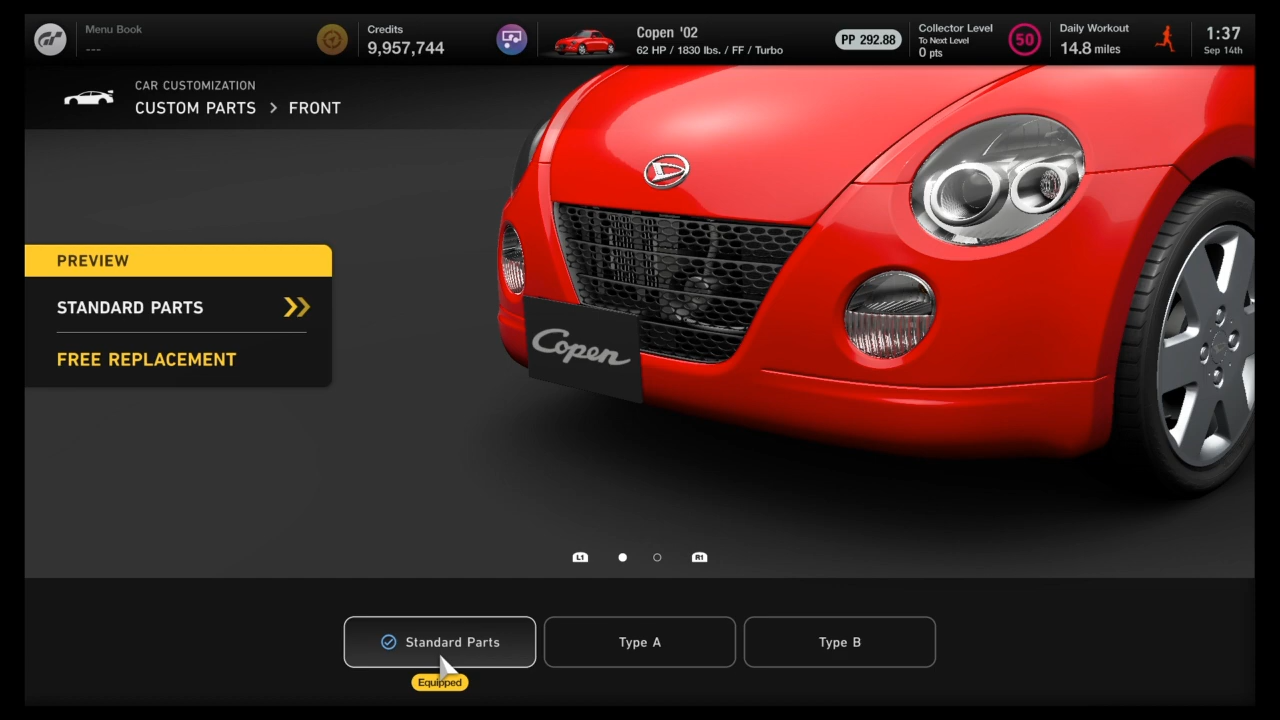 Menu Book
---
Credits
9,957,744
Copen '02
62 HP / 1830 lbs. / FF / Turbo
PP 292.88
Collector Level
To Next Level
0 pts
50
Daily Workout
14.8 miles
1:37
Sep 14th
CAR CUSTOMIZATION
CUSTOM PARTS > FRONT
PREVIEW
STANDARD PARTS
FREE REPLACEMENT
Copen
L1
R1
Standard Parts
Type A
Type B
Equipped